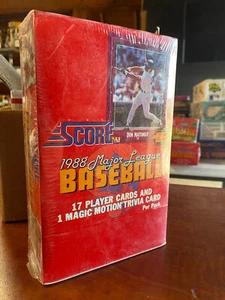 DON MATTINGLY
SCORE
1988 Major League
BASEBALL
17 PLAYER CARDS AND
1 MAGIC MOTION TRIVIA CARD
Per Pack